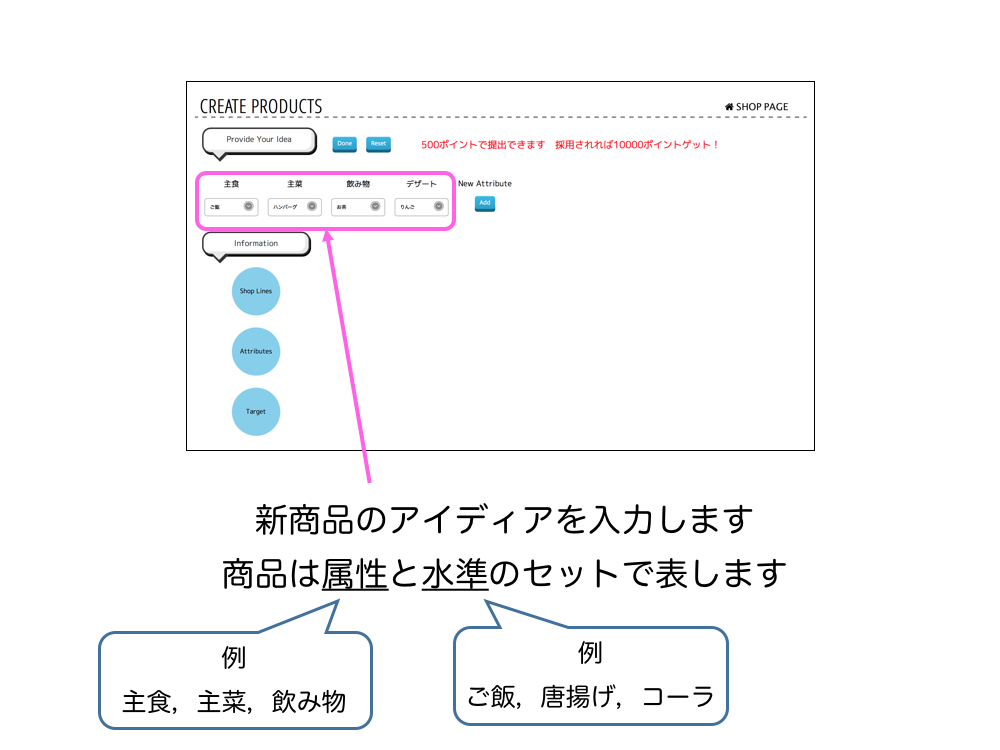 CREATE PRODUCTS
SHOP PAGE
Provide Your Idea
Done
Reset
500ポイントで提出できます　採用されれば10000ポイントゲット！
主食
主菜
飲み物
デザート
New Attribute
ご飯
ハンバーグ
お茶
りんご
Add
Information
Shop Lines
Attributes
Target
新商品のアイディアを入力します
商品は属性と水準のセットで表します
例
主食，主菜，飲み物
例
ご飯，唐揚げ，コーラ